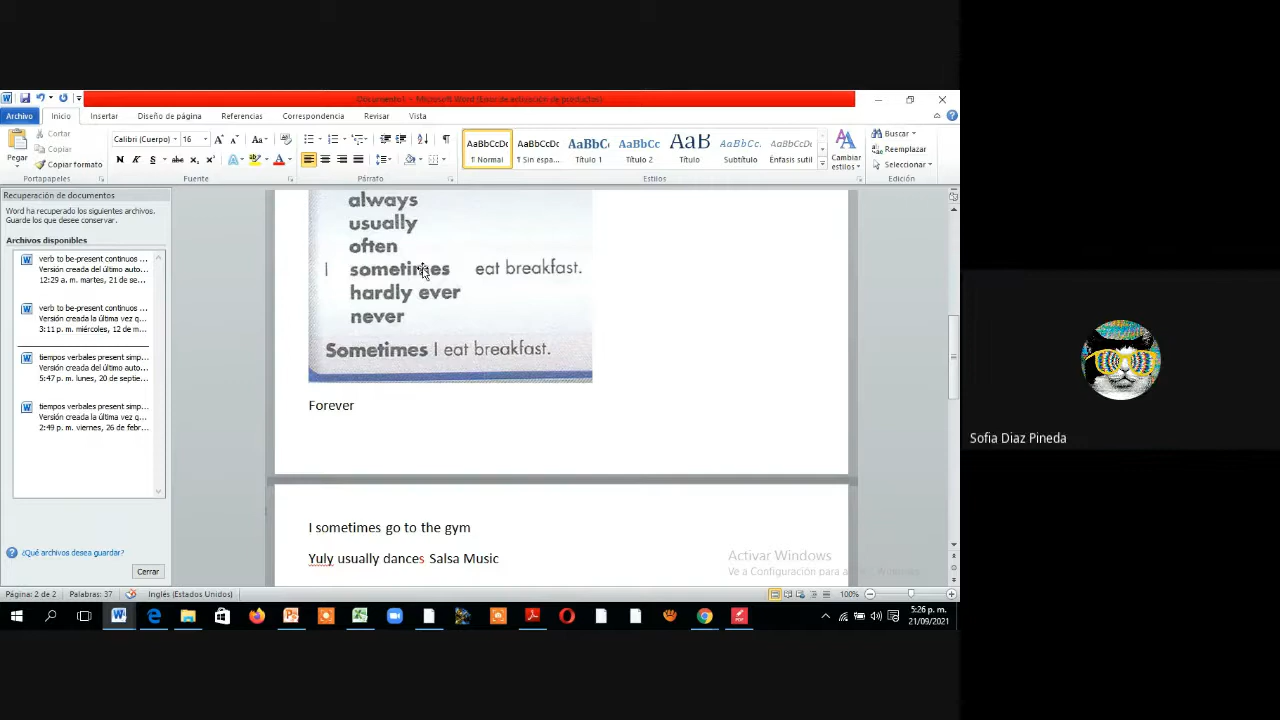 Documento1 - Microsoft Word (Error de activación de productos)
Archivo Inicio Insertar Diseño de página Referencias Correspondencia Revisar Vista
Pegar
Cortar
Copiar
Copiar formato
Portapapeles
Calibri (Cuerpo) 16
Fuente
Párrafo
AaBbCcDc AaBbCcDc AaBbC AaBbCc AaB AaBbCc. AaBbCcDc
¶ Normal ¶ Sin espa... Título 1 Título 2 Título Subtítulo Énfasis sutil
Estilos
Cambiar estilos
Buscar
Reemplazar
Seleccionar
Edición
Recuperación de documentos
Word ha recuperado los siguientes archivos. Guarde los que desee conservar.
Archivos disponibles
verb to be-present continuos ...
Versión creada del último auto...
12:29 a. m. martes, 21 de se...
verb to be-present continuos ...
Versión creada la última vez q...
3:11 p. m. miércoles, 12 de m...
tiempos verbales present simp...
Versión creada del último auto...
5:47 p. m. lunes, 20 de septie...
tiempos verbales present simp...
Versión creada la última vez q...
2:49 p. m. viernes, 26 de febr...
¿Qué archivos desea guardar?
Cerrar
always
usually
often
I sometimes eat breakfast.
hardly ever
never
Sometimes I eat breakfast.
Forever
I sometimes go to the gym
Yuly usually dances Salsa Music
Activar Windows
Ve a Configuración para Windows.
Página: 2 de 2 Palabras: 37 Inglés (Estados Unidos) 100%
5:26 p. m.
21/09/2021
Sofia Diaz Pineda